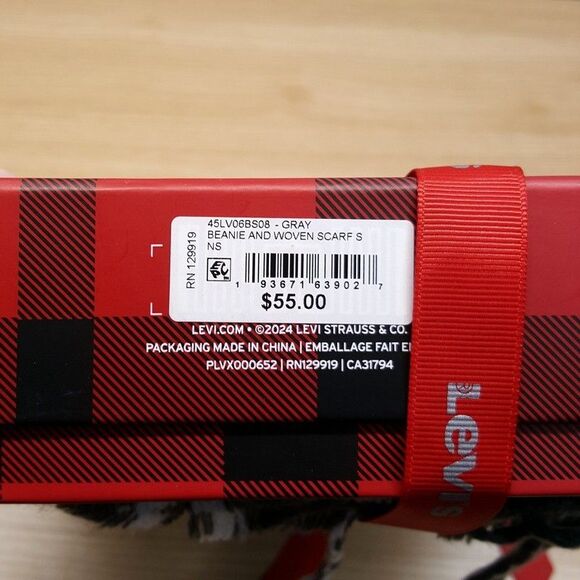 RN 129919
45LV06BS08 - GRAY
BEANIE AND WOVEN SCARF S
NS
EPC
1 93671 63902 7
$55.00
LEVI.COM • ©2024 LEVI STRAUSS & CO.
PACKAGING MADE IN CHINA | EMBALLAGE FAIT
PLVX000652 | RN129919 | CA31794
Levi's